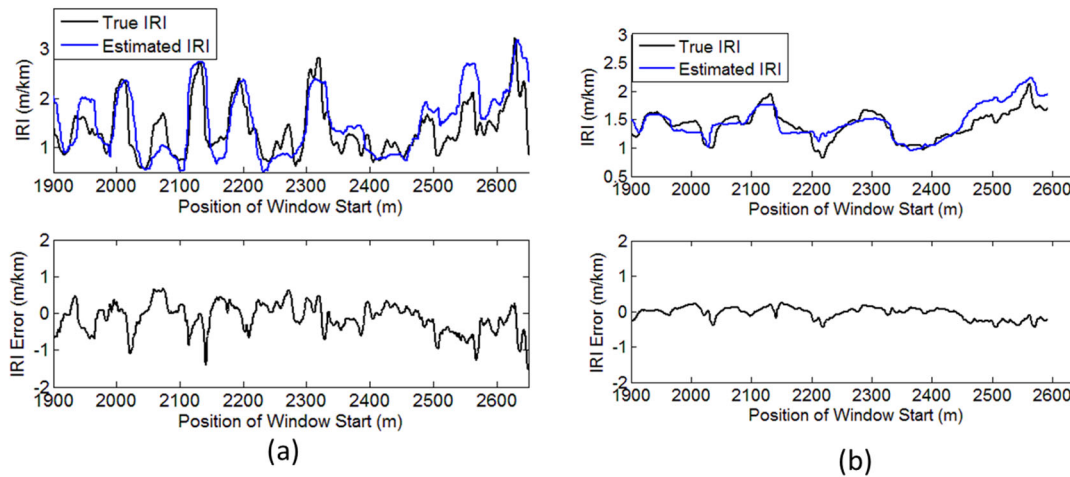 True IRI
Estimated IRI
IRI (m/km)
3
2
1
1900 2000 2100 2200 2300 2400 2500 2600
Position of Window Start (m)
IRI Error (m/km)
2
1
0
-1
-2
1900 2000 2100 2200 2300 2400 2500 2600
Position of Window Start (m)
(a)
True IRI
Estimated IRI
IRI (m/km)
3
2.5
2
1.5
1
0.5
1900 2000 2100 2200 2300 2400 2500 2600
Position of Window Start (m)
IRI Error (m/km)
2
1
0
-1
-2
1900 2000 2100 2200 2300 2400 2500 2600
Position of Window Start (m)
(b)